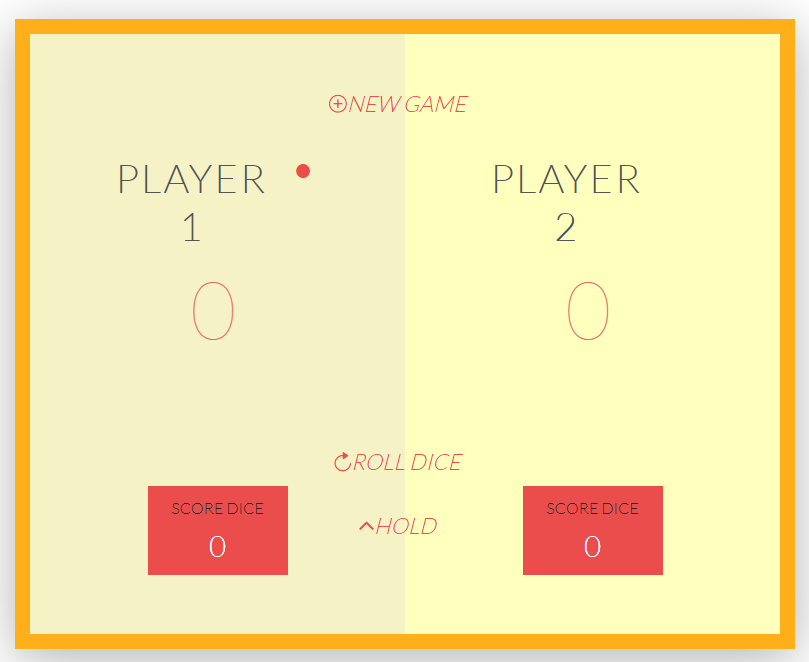 NEW GAME
PLAYER
1
0
PLAYER
2
0
ROLL DICE
HOLD
SCORE DICE
0
SCORE DICE
0